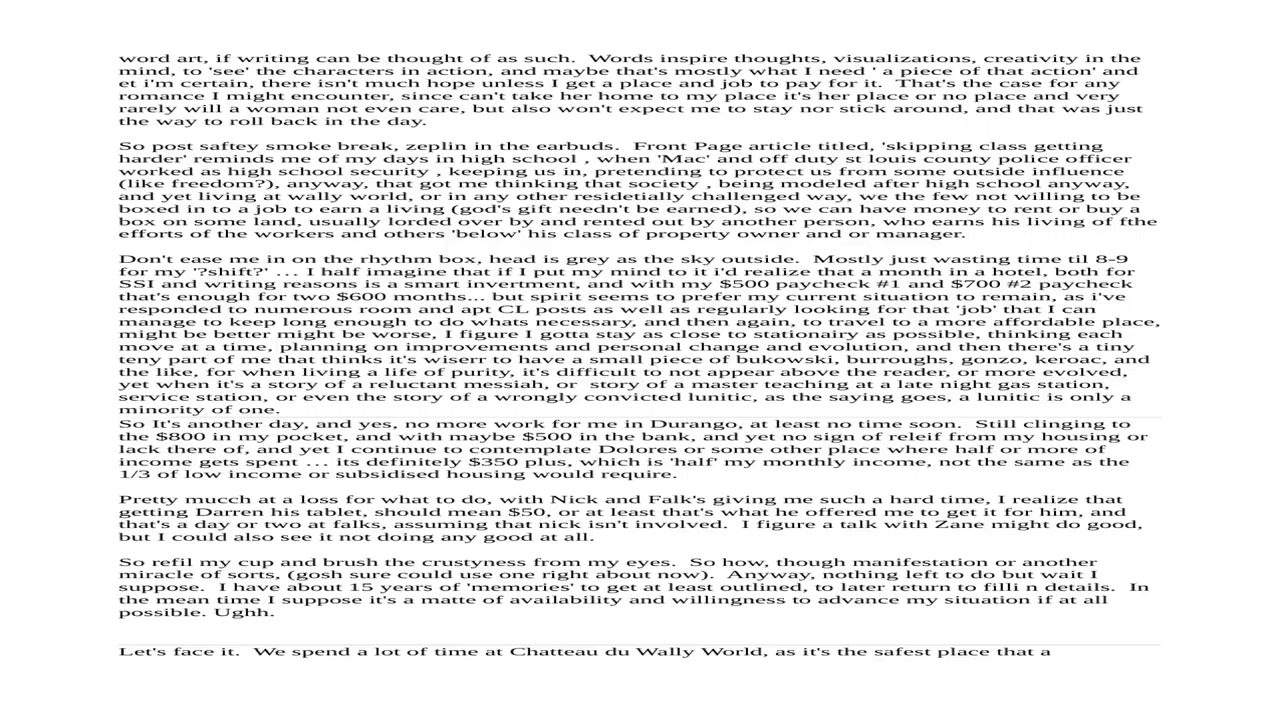 word art, if writing can be thought of as such.  Words inspire thoughts, visualizations, creativity in the
mind, to 'see' the characters in action, and maybe that's mostly what I need ' a piece of that action' and
et i'm certain, there isn't much hope unless I get a place and job to pay for it.  That's the case for any
romance I might encounter, since can't take her home to my place it's her place or no place and very
rarely will a woman not even care, but also won't expect me to stay nor stick around, and that was just
the way to roll back in the day.

So post saftey smoke break, zeplin in the earbuds.  Front Page article titled, 'skipping class getting
harder' reminds me of my days in high school , when 'Mac' and off duty st louis county police officer
worked as high school security , keeping us in, pretending to protect us from some outside influence
(like freedom?), anyway, that got me thinking that society , being modeled after high school anyway,
and yet living at wally world, or in any other residetially challenged way, we the few not willing to be
boxed in to a job to earn a living (god's gift needn't be earned), so we can have money to rent or buy a
box on some land, usually lorded over by and rented out by another person, who earns his living of fthe
efforts of the workers and others 'below' his class of property owner and or manager.

Don't ease me in on the rhythm box, head is grey as the sky outside.  Mostly just wasting time til 8-9
for my '?shift?' … I half imagine that if I put my mind to it i'd realize that a month in a hotel, both for
SSI and writing reasons is a smart invertment, and with my $500 paycheck #1 and $700 #2 paycheck
that's enough for two $600 months... but spirit seems to prefer my current situation to remain, as i've
responded to numerous room and apt CL posts as well as regularly looking for that 'job' that I can
manage to keep long enough to do whats necessary, and then again, to travel to a more affordable place,
might be better might be worse, I figure I gotta stay as close to stationairy as possible, thinking each
move at a time, planning on improvements and personal change and evolution, and then there's a tiny
teny part of me that thinks it's wiserr to have a small piece of bukowski, burroughs, gonzo, keroac, and
the like, for when living a life of purity, it's difficult to not appear above the reader, or more evolved,
yet when it's a story of a reluctant messiah, or  story of a master teaching at a late night gas station,
service station, or even the story of a wrongly convicted lunitic, as the saying goes, a lunitic is only a
minority of one.
So It's another day, and yes, no more work for me in Durango, at least no time soon.  Still clinging to
the $800 in my pocket, and with maybe $500 in the bank, and yet no sign of releif from my housing or
lack there of, and yet I continue to contemplate Dolores or some other place where half or more of
income gets spent … its definitely $350 plus, which is 'half' my monthly income, not the same as the
1/3 of low income or subsidised housing would require.

Pretty mucch at a loss for what to do, with Nick and Falk's giving me such a hard time, I realize that
getting Darren his tablet, should mean $50, or at least that's what he offered me to get it for him, and
that's a day or two at falks, assuming that nick isn't involved.  I figure a talk with Zane might do good,
but I could also see it not doing any good at all.

So refil my cup and brush the crustyness from my eyes.  So how, though manifestation or another
miracle of sorts, (gosh sure could use one right about now).  Anyway, nothing left to do but wait I
suppose.  I have about 15 years of 'memories' to get at least outlined, to later return to filli n details.  In
the mean time I suppose it's a matte of availability and willingness to advance my situation if at all
possible. Ughh.

Let's face it.  We spend a lot of time at Chatteau du Wally World, as it's the safest place that a